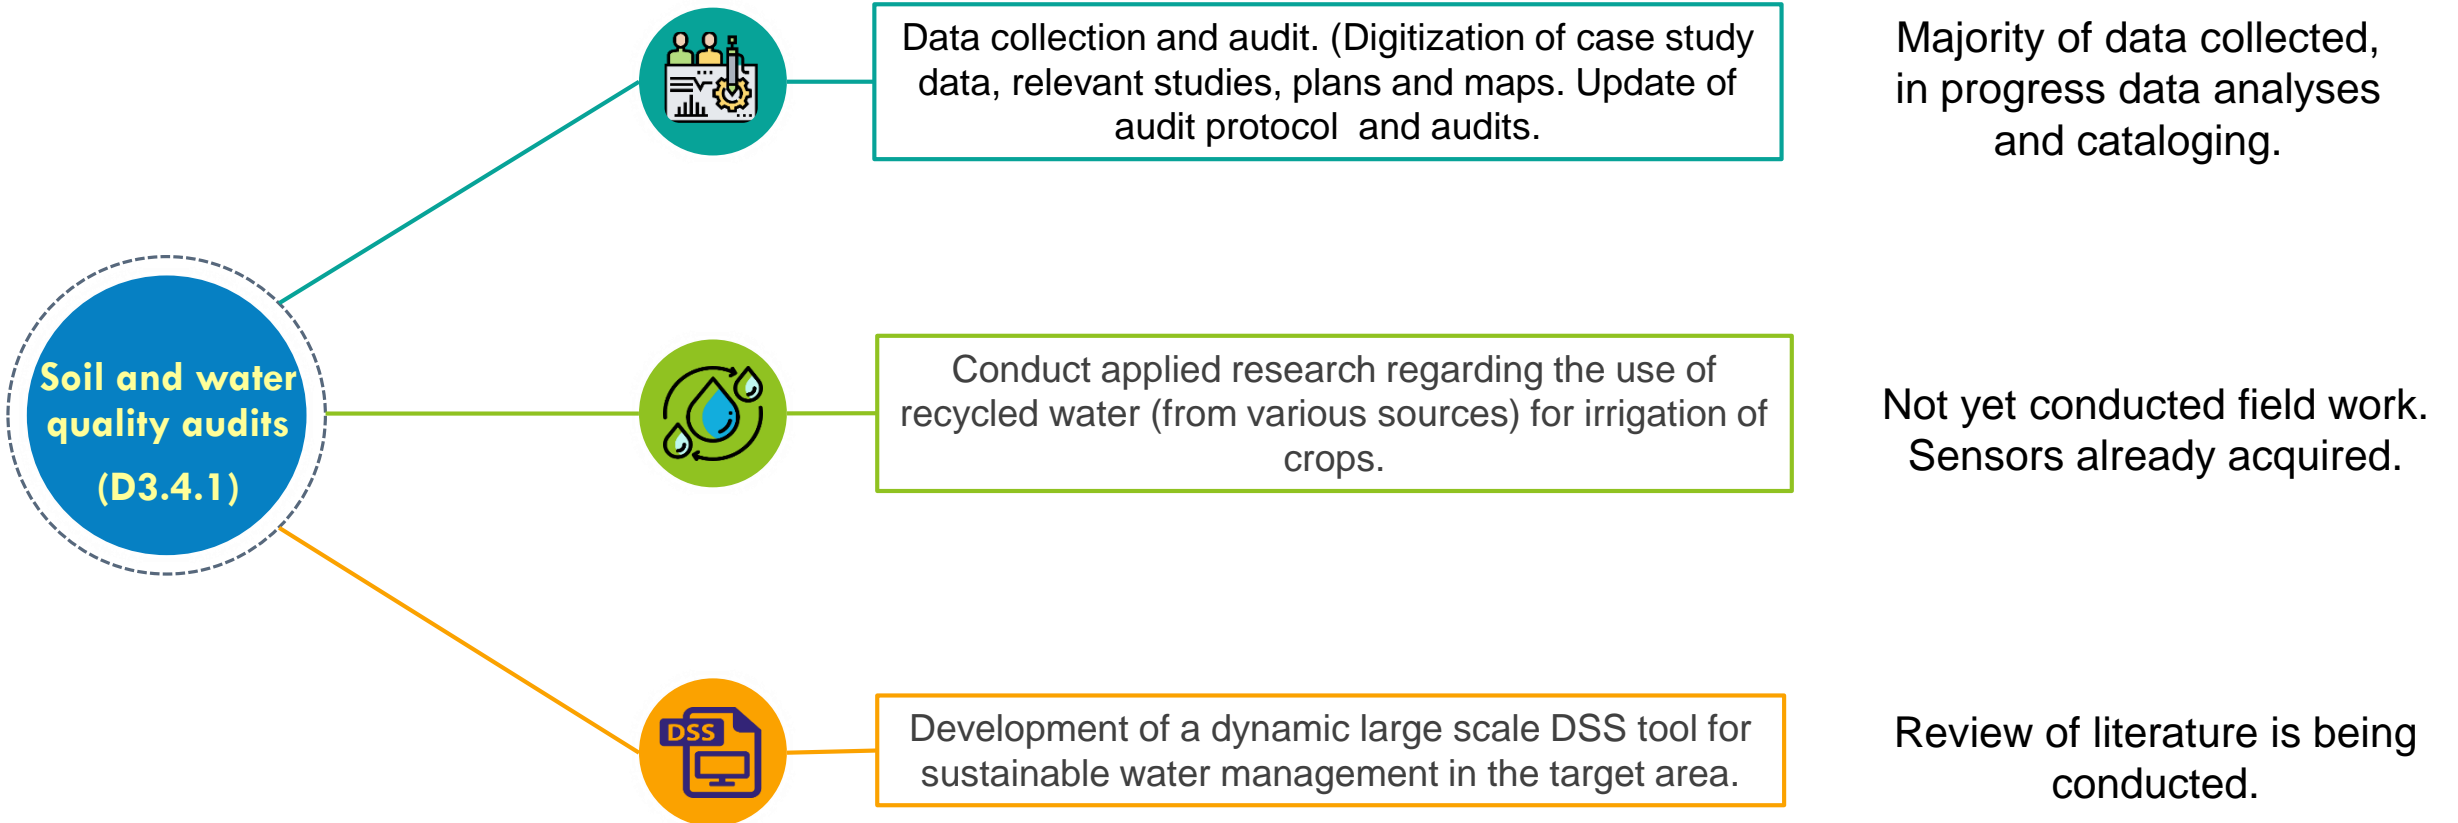 Data collection and audit. (Digitization of case study
data, relevant studies, plans and maps. Update of
audit protocol  and audits.
Majority of data collected,
in progress data analyses
and cataloging.
Soil and water
quality audits
(D3.4.1)
Conduct applied research regarding the use of
recycled water (from various sources) for irrigation of
crops.
Not yet conducted field work.
Sensors already acquired.
DSS
Development of a dynamic large scale DSS tool for
sustainable water management in the target area.
Review of literature is being
conducted.